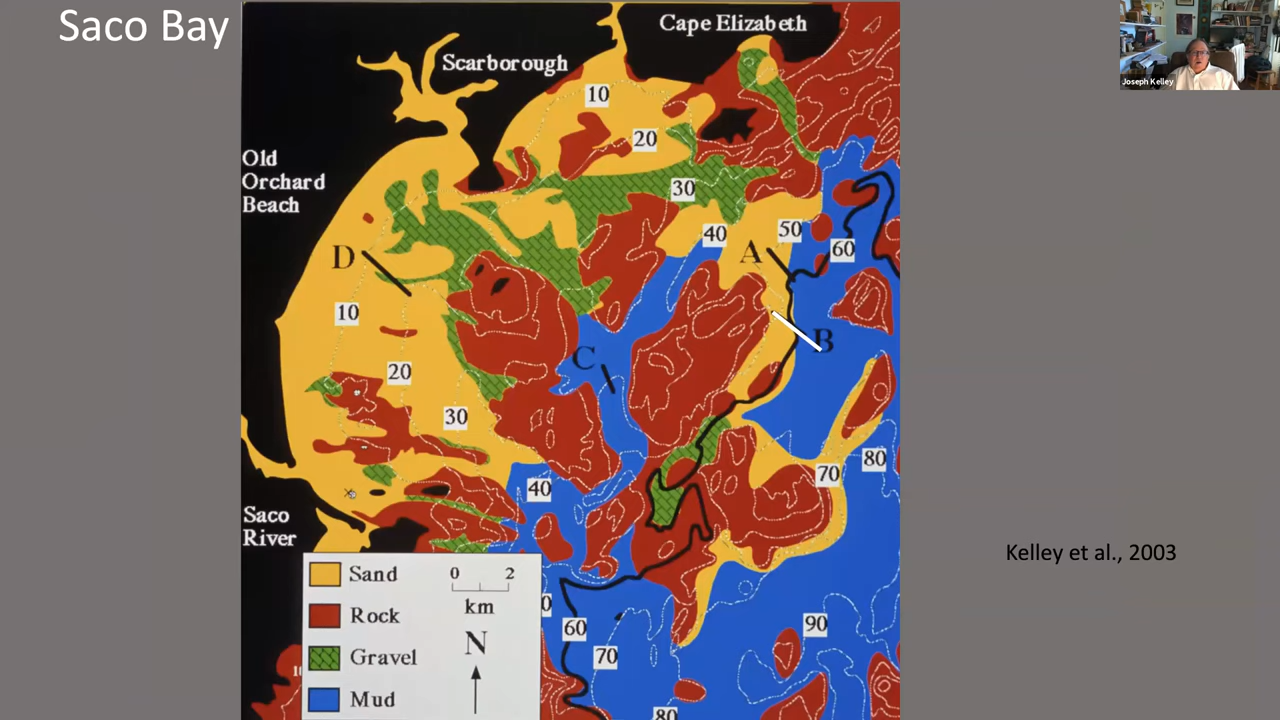 Saco Bay
Cape Elizabeth
Scarborough
Joseph Kelley
10
20
Old
Orchard
Beach
30
40
50
60
A
D
10
B
C
20
30
70
80
40
Saco
River
Kelley et al., 2003
Sand
0 2
Rock
km
Gravel
N
Mud
0
60
70
90
80